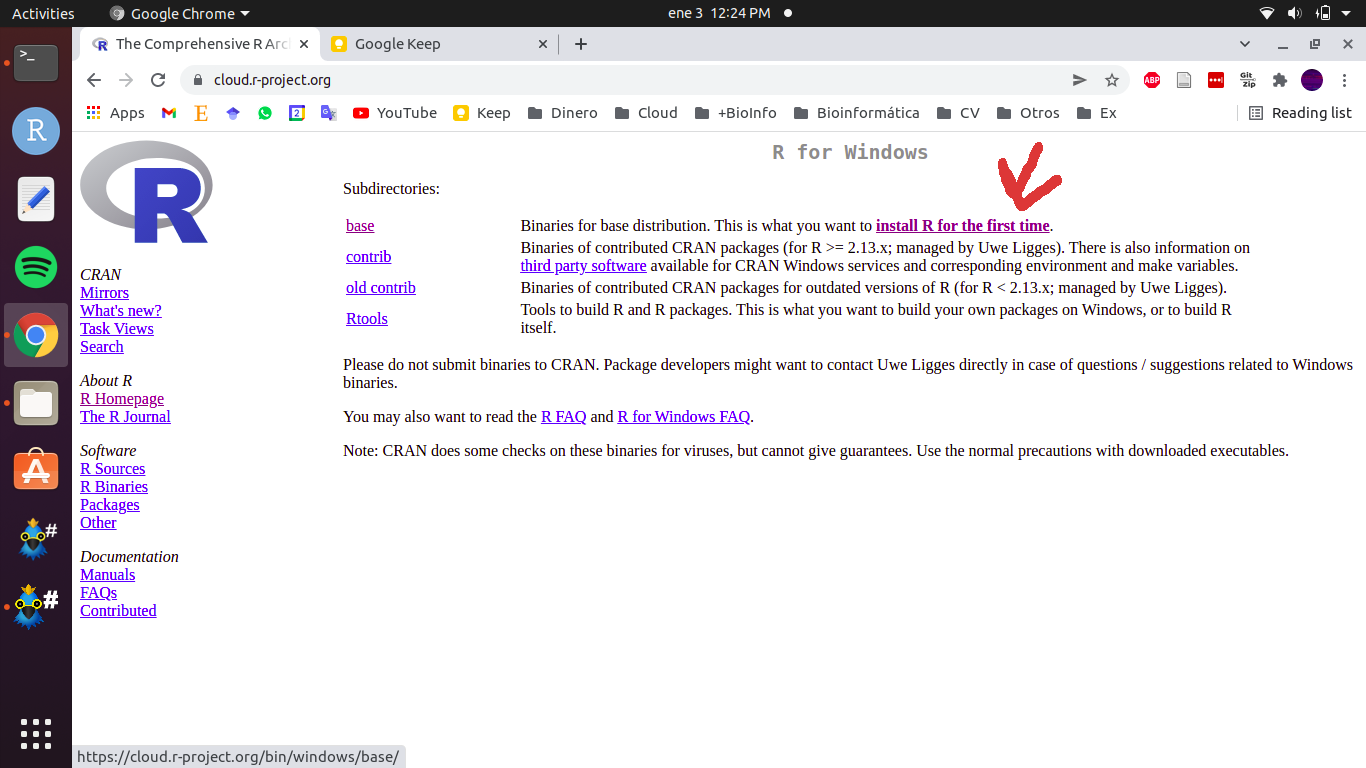 Activities Google Chrome ene 3 12:24 PM
The Comprehensive R Arc Google Keep
cloud.r-project.org ABP Git Zip
Apps YouTube Keep Dinero Cloud +BioInfo Bioinformática CV Otros Ex Reading list
R for Windows
Subdirectories:
base Binaries for base distribution. This is what you want to install R for the first time.
contrib Binaries of contributed CRAN packages (for R >= 2.13.x; managed by Uwe Ligges). There is also information on
third party software available for CRAN Windows services and corresponding environment and make variables.
old contrib Binaries of contributed CRAN packages for outdated versions of R (for R < 2.13.x; managed by Uwe Ligges).
Rtools Tools to build R and R packages. This is what you want to build your own packages on Windows, or to build R
itself.
Please do not submit binaries to CRAN. Package developers might want to contact Uwe Ligges directly in case of questions / suggestions related to Windows
binaries.
You may also want to read the R FAQ and R for Windows FAQ.
Note: CRAN does some checks on these binaries for viruses, but cannot give guarantees. Use the normal precautions with downloaded executables.
R
CRAN
Mirrors
What's new?
Task Views
Search
About R
R Homepage
The R Journal
Software
R Sources
R Binaries
Packages
Other
Documentation
Manuals
FAQs
Contributed
>_
R
#
#
https://cloud.r-project.org/bin/windows/base/